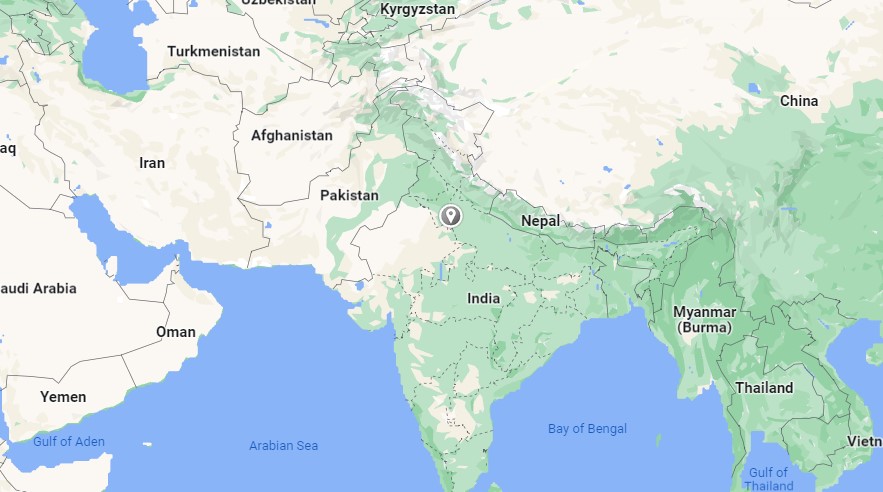 Uzbekistan
Kyrgyzstan
Turkmenistan
China
Afghanistan
aq
Iran
Pakistan
Nepal
audi Arabia
India
Myanmar
(Burma)
Oman
Thailand
Yemen
Bay of Bengal
Gulf of Aden
Arabian Sea
Vietn
Gulf of
Thailand